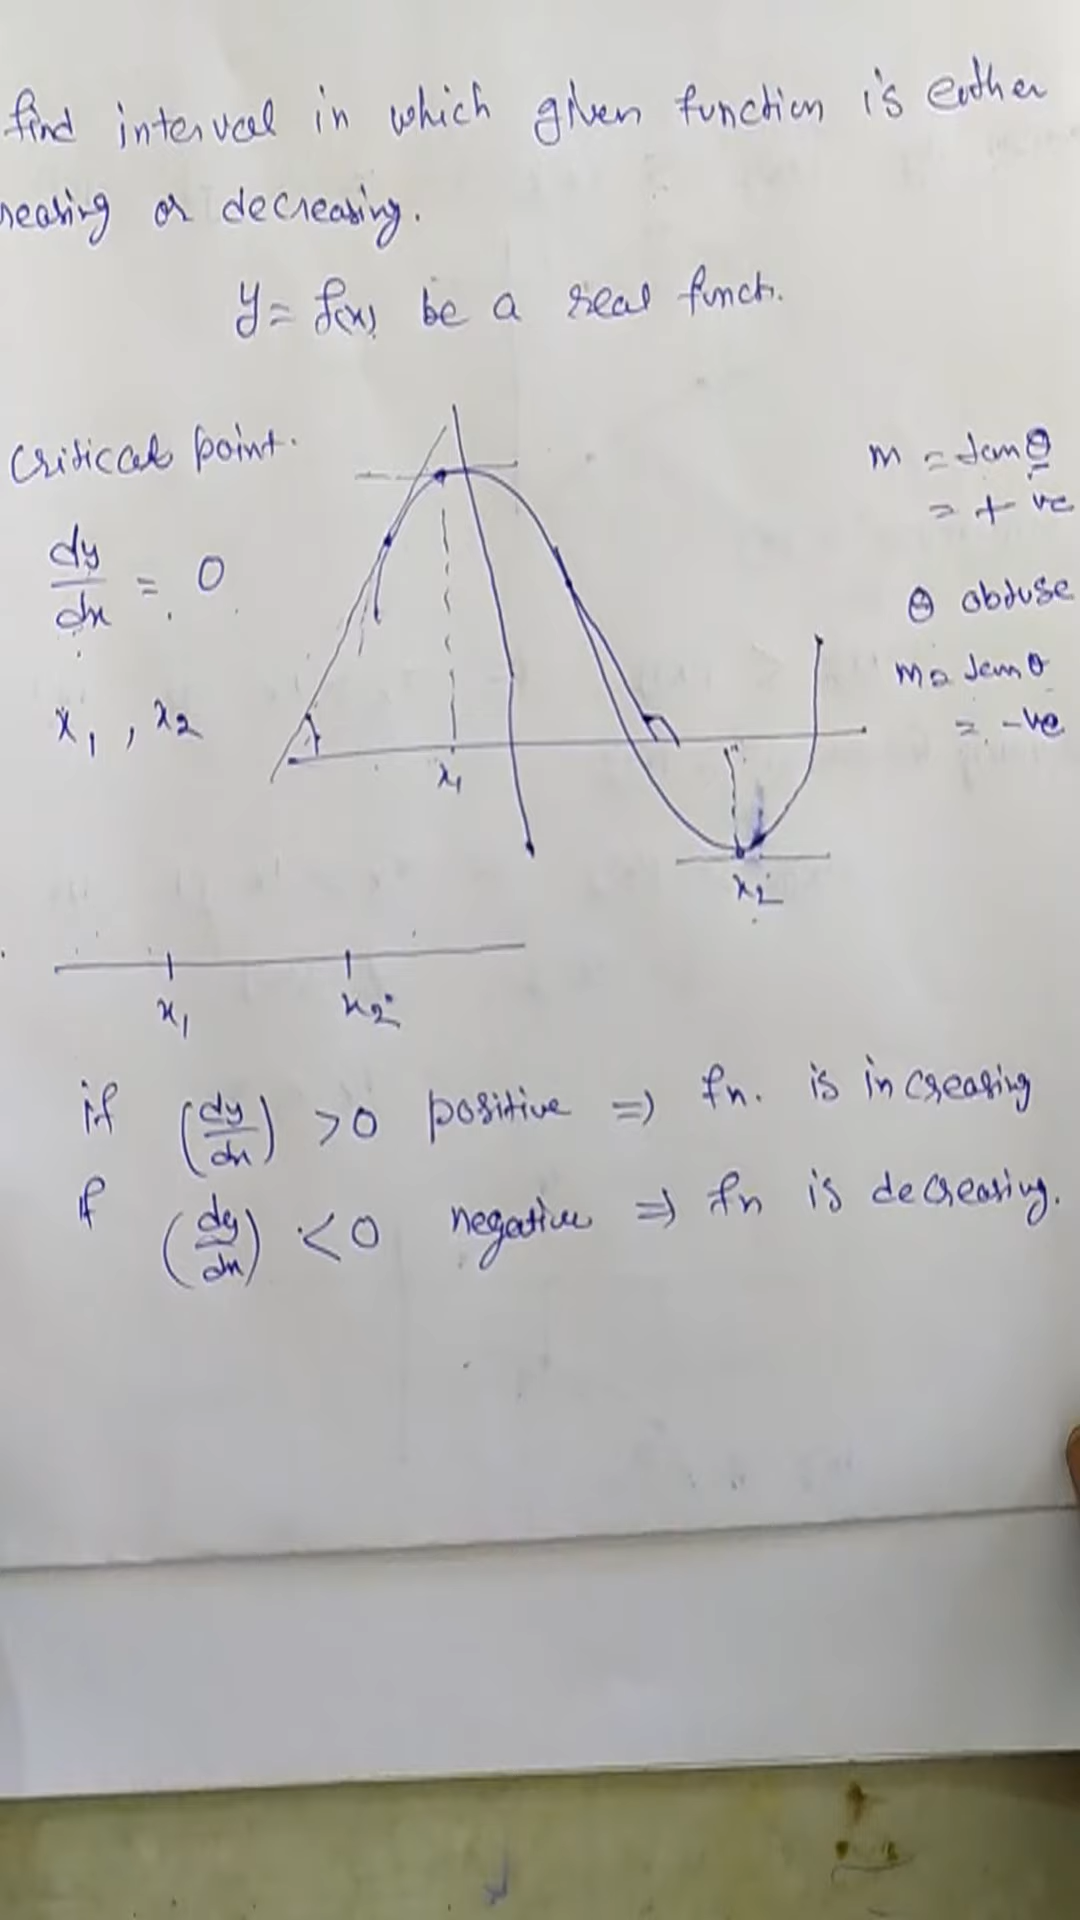 find interval in which given function is either
reasing or decreasing.
y = f(x) be a real funct.
critical point.
dy/dx = 0
x₁, x₂
x₁
x₂
m = tan θ
= + ve
θ obtuse
m = tan θ
= -ve
x₁ x₂
if (dy/dx) > 0 positive ⇒ fn. is increasing
if (dy/dx) < 0 negative ⇒ fn is decreasing.